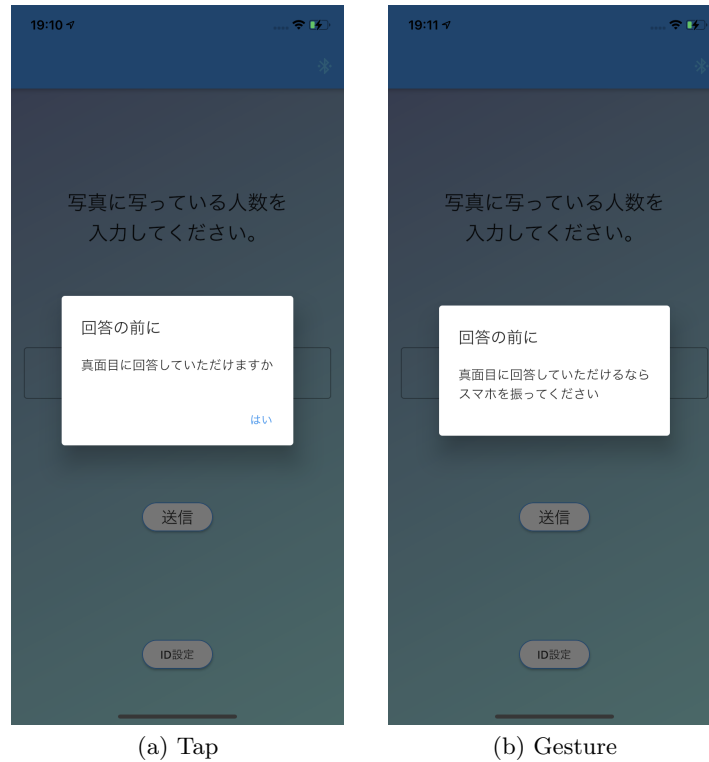 19:10
写真に写っている人数を
入力してください。
回答の前に
真面目に回答していただけますか
はい
送信
ID設定
(a) Tap
19:11
写真に写っている人数を
入力してください。
回答の前に
真面目に回答していただけるなら
スマホを振ってください
送信
ID設定
(b) Gesture